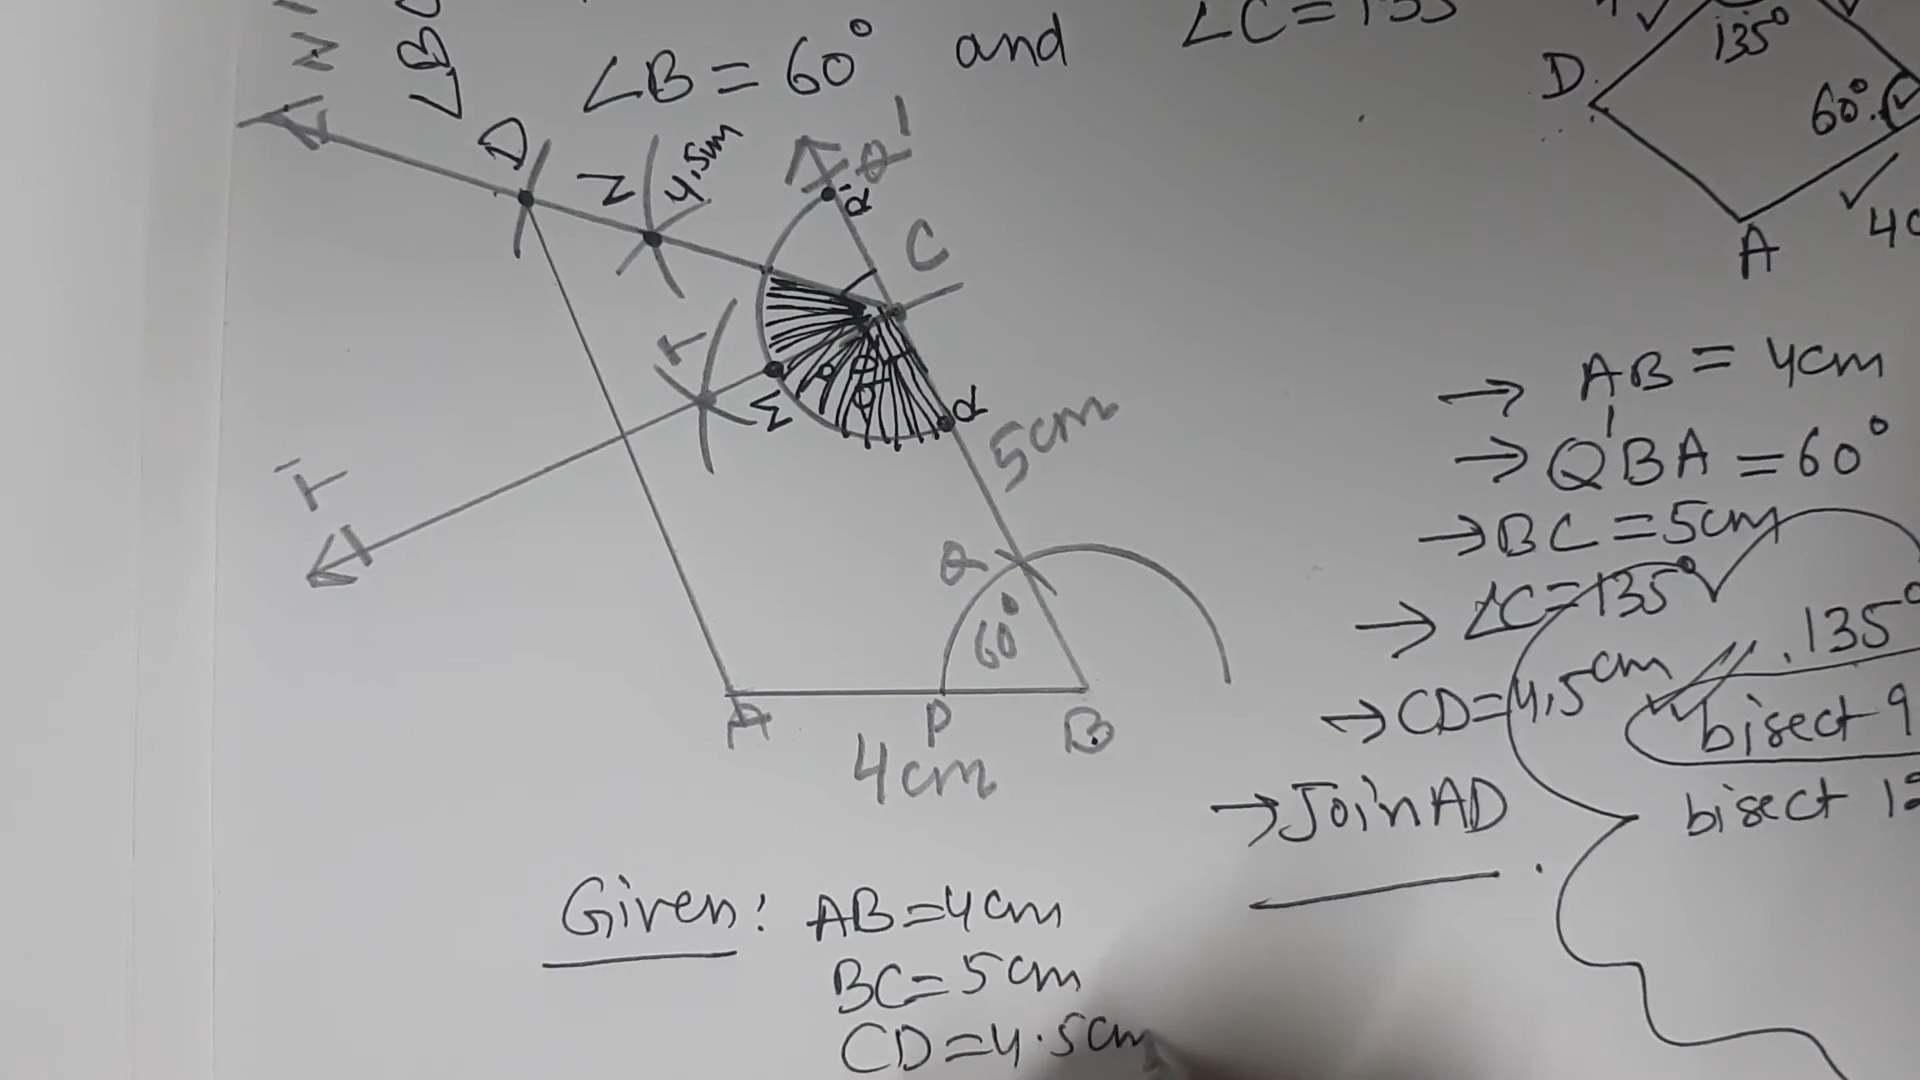 ∠B = 60° and ∠C = 135
135°
D
60°
A
D
N
4.5cm
Q'
C
T
M
5cm
Q
60°
A
P
B
4cm
→ AB = 4cm
→ Q'BA = 60°
→ BC = 5cm
→ ∠C = 135°
→ CD = 4.5cm
→ Join AD
.135°
bisect 9
bisect
Given: AB = 4cm
BC = 5cm
CD = 4.5cm